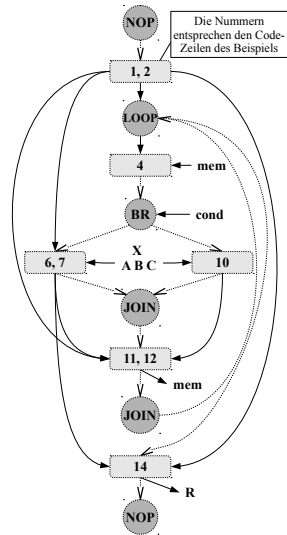 NOP
Die Nummern
entsprechen den Code-
Zeilen des Beispiels
1, 2
LOOP
4
mem
BR
cond
X
6, 7
A B C
10
JOIN
11, 12
mem
JOIN
14
R
NOP